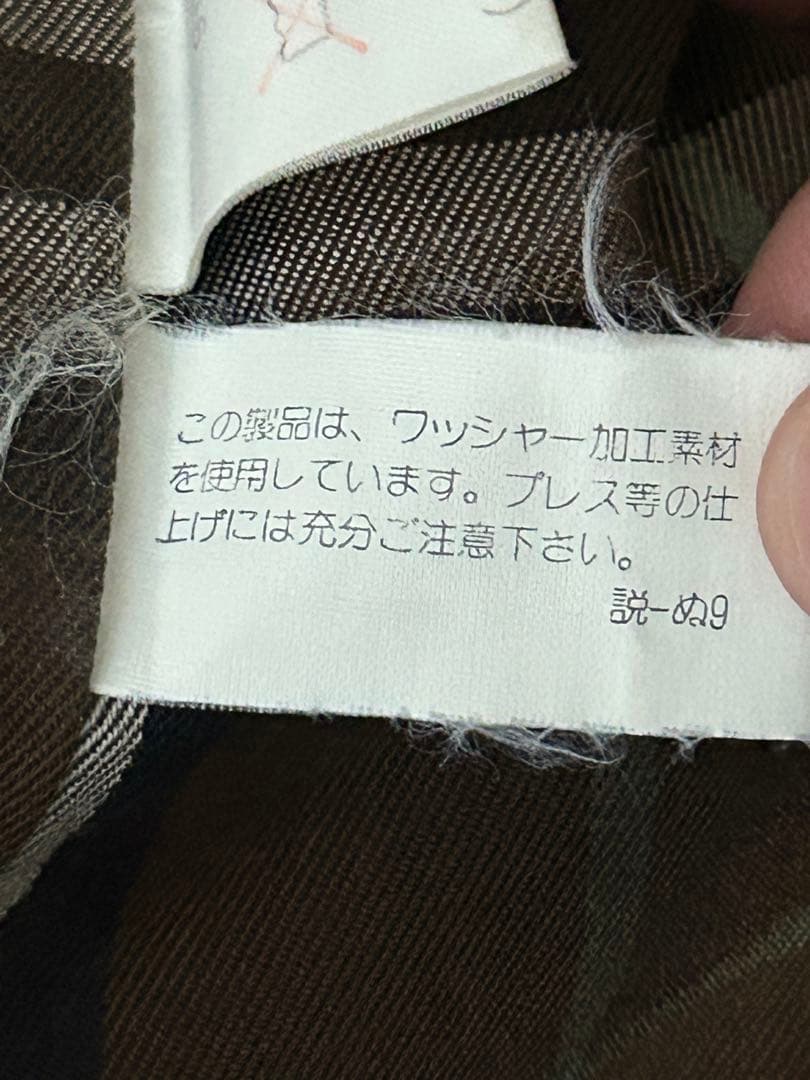 この製品は、ワッシャー加工素材
を使用しています。プレス等の仕
上げには充分ご注意下さい。
説-ぬ9